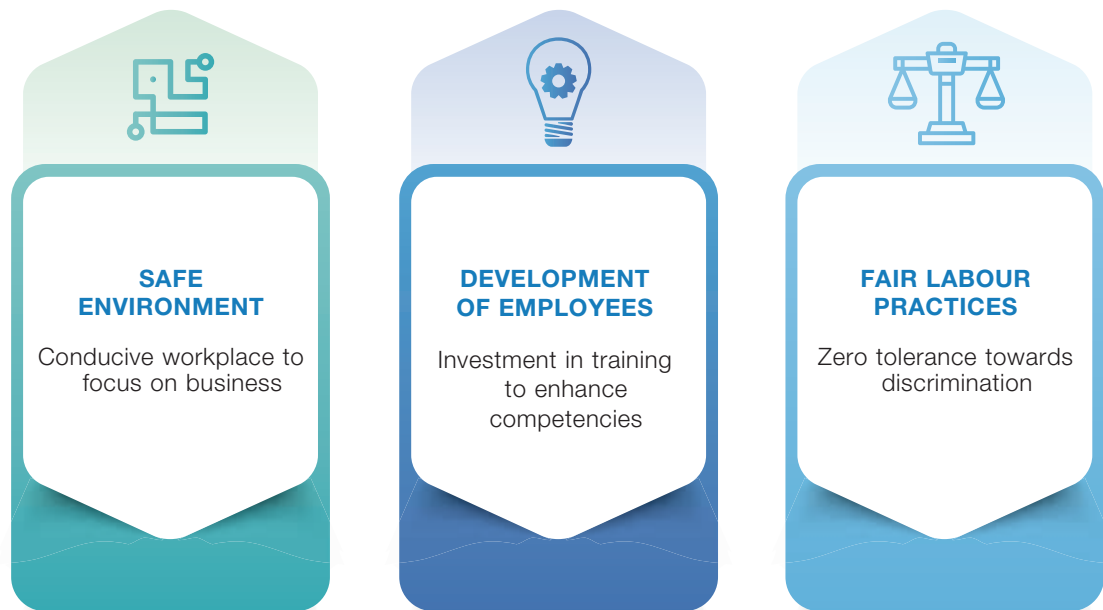 SAFE
ENVIRONMENT
Conducive workplace to
focus on business
DEVELOPMENT
OF EMPLOYEES
Investment in training
to enhance
competencies
FAIR LABOUR
PRACTICES
Zero tolerance towards
discrimination